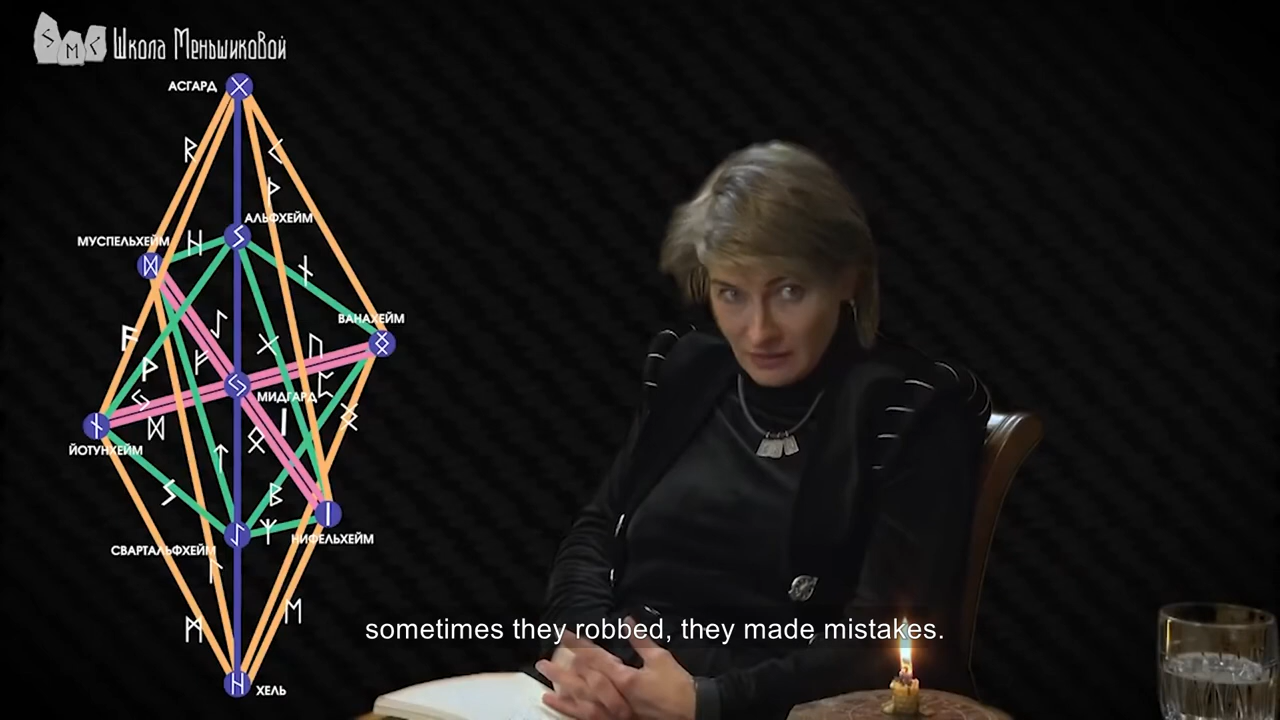 Школа Меньшиковой
АСГАРД
АЛЬФХЕЙМ
МУСПЕЛЬХЕЙМ
ВАНАХЕЙМ
МИДГАРД
ЙОТУНХЕЙМ
НИФЕЛЬХЕЙМ
СВАРТАЛЬФХЕЙМ
sometimes they robbed, they made mistakes.
ХЕЛЬ